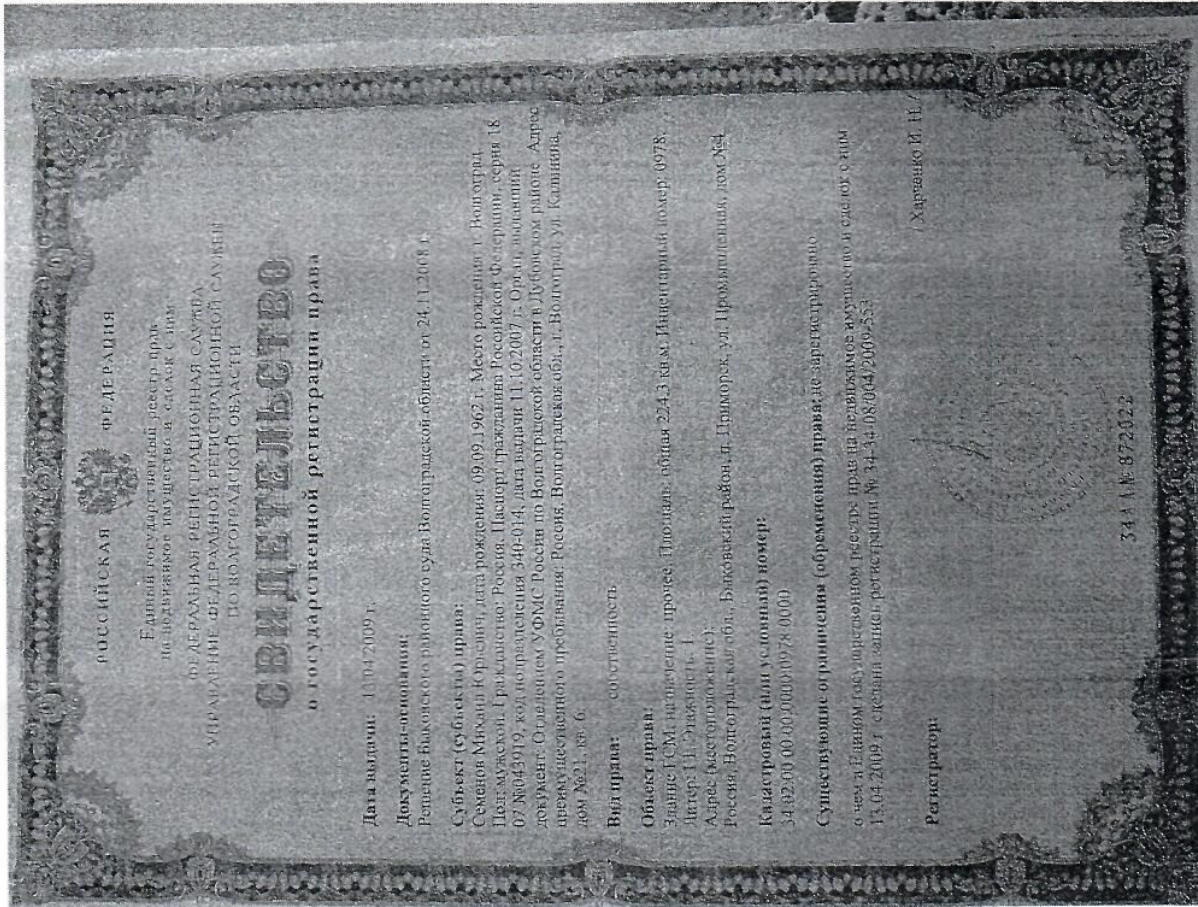 РОССИЙСКАЯ ФЕДЕРАЦИЯ
Единый государственный реестр прав
на недвижимое имущество и сделок с ним
ФЕДЕРАЛЬНАЯ РЕГИСТРАЦИОННАЯ СЛУЖБА
УПРАВЛЕНИЕ ФЕДЕРАЛЬНОЙ РЕГИСТРАЦИОННОЙ СЛУЖБЫ
ПО ВОЛГОГРАДСКОЙ ОБЛАСТИ
СВИДЕТЕЛЬСТВО
о государственной регистрации права
Дата выдачи: 13.04.2009 г.
Документы-основания:
Решение Быковского районного суда Волгоградской области от 24.11.2008 г.
Субъект (субъекты) права:
Семенов Михаил Юрьевич, дата рождения: 09.09.1962 г. Место рождения: г. Волгоград.
Пол: мужской. Гражданство: Россия. Паспорт гражданина Российской Федерации, серия 18
07 №043919, код подразделения 340-014, дата выдачи 11.10.2007 г. Орган, выдавший
документ: Отделением УФМС России по Волгоградской области в Дубовском районе. Адрес
преимущественного пребывания: Россия, Волгоградская обл., г. Волгоград, ул. Калинина,
дом №21, кв. 6.
Вид права: собственность
Объект права:
Здание ГСМ, назначение: прочее. Площадь: общая 224,3 кв.м. Инвентарный номер: 0978.
Литер: Этажность: 1.
Адрес (местоположение):
Россия, Волгоградская обл., Быковский район, п. Приморск, ул. Промышленная, дом №4
Кадастровый (или условный) номер:
34:02:00 00 00:0000:0978:0000
Существующие ограничения (обременения) права: не зарегистрировано
о чем в Едином государственном реестре прав на недвижимое имущество и сделок с ним
13.04.2009 г. сделана запись регистрации № 34-34-08/004/2009-553
Регистратор: / Харченко И. Н./
34АА № 872022